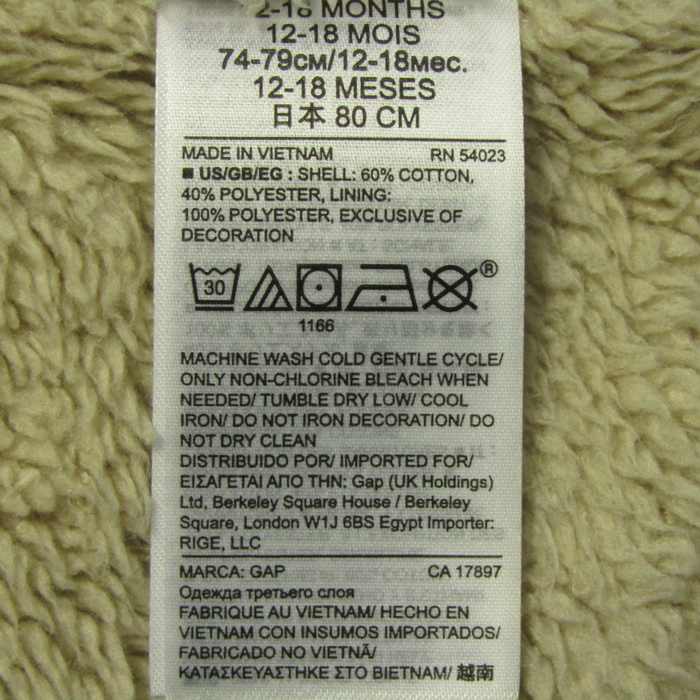 12-18 MONTHS
12-18 MOIS
74-79см/12-18мес.
12-18 MESES
日本 80 CM
MADE IN VIETNAM RN 54023
■ US/GB/EG : SHELL: 60% COTTON,
40% POLYESTER, LINING:
100% POLYESTER, EXCLUSIVE OF
DECORATION
30
®
1166
MACHINE WASH COLD GENTLE CYCLE/
ONLY NON-CHLORINE BLEACH WHEN
NEEDED/ TUMBLE DRY LOW/ COOL
IRON/ DO NOT IRON DECORATION/ DO
NOT DRY CLEAN
DISTRIBUIDO POR/ IMPORTED FOR/
ΕΙΣΑΓΕΤΑΙ ΑΠΟ ΤΗΝ: Gap (UK Holdings)
Ltd, Berkeley Square House / Berkeley
Square, London W1J 6BS Egypt Importer:
RIGE, LLC
MARCA: GAP CA 17897
Одежда третьего слоя
FABRIQUE AU VIETNAM/ HECHO EN
VIETNAM CON INSUMOS IMPORTADOS/
FABRICADO NO VIETNÃ/
ΚΑΤΑΣΚΕΥΑΣΤΗΚΕ ΣΤΟ ΒΙΕΤΝΑΜ/ 越南